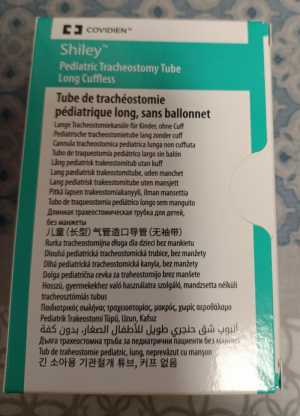 COVIDIEN™
Shiley™
Pediatric Tracheostomy Tube
Long Cuffless
Tube de trachéostomie
pédiatrique long, sans ballonnet
Lange Tracheostomiekanüle für Kinder, ohne Cuff
Pediatrische tracheostomietube lang zonder cuff
Cannula tracheostomica pediatrica lunga non cuffiata
Tubo de traqueostomía pediátrico largo sin balón
Lång pediatrisk trakeostomitub utan kuff
Lang pædiatrisk trakeostomitube, uden manchet
Lang pediatrisk trakeostomitube uten mansjett
Pitkä lapsen trakeostomiakanyyli, ilman mansettia
Tubo de traqueostomia pediátrico longo sem manguito
Длинная трахеостомическая трубка для детей,
без манжеты
儿童(长型)气管造口导管(无袖带)
Rurka tracheostomijna długa dla dzieci bez mankietu
Dlouhá pediatrická tracheostomická trubice, bez manžety
Dlhá pediatrická tracheostomická kanyla, bez manžety
Dolga pediatrična cevka za traheostomijo brez manšete
Hosszú, gyermekekhez való használatra szolgáló, mandzsetta nélküli
tracheosztómiás tubus
Παιδιατρικός σωλήνας τραχειοστομίας, μακρύς, χωρίς αεροθάλαμο
Pediatrik Trakeostomi Tüpü, Uzun, Kafsız
أنبوب شق حنجري طويل للأطفال الصغار، بدون كفة
Дълга трахеостомна тръба за педиатрични пациенти без маншет
Tub de traheostomie pediatric, lung, neprevăzut cu manșon
긴 소아용 기관절개 튜브, 커프 없음